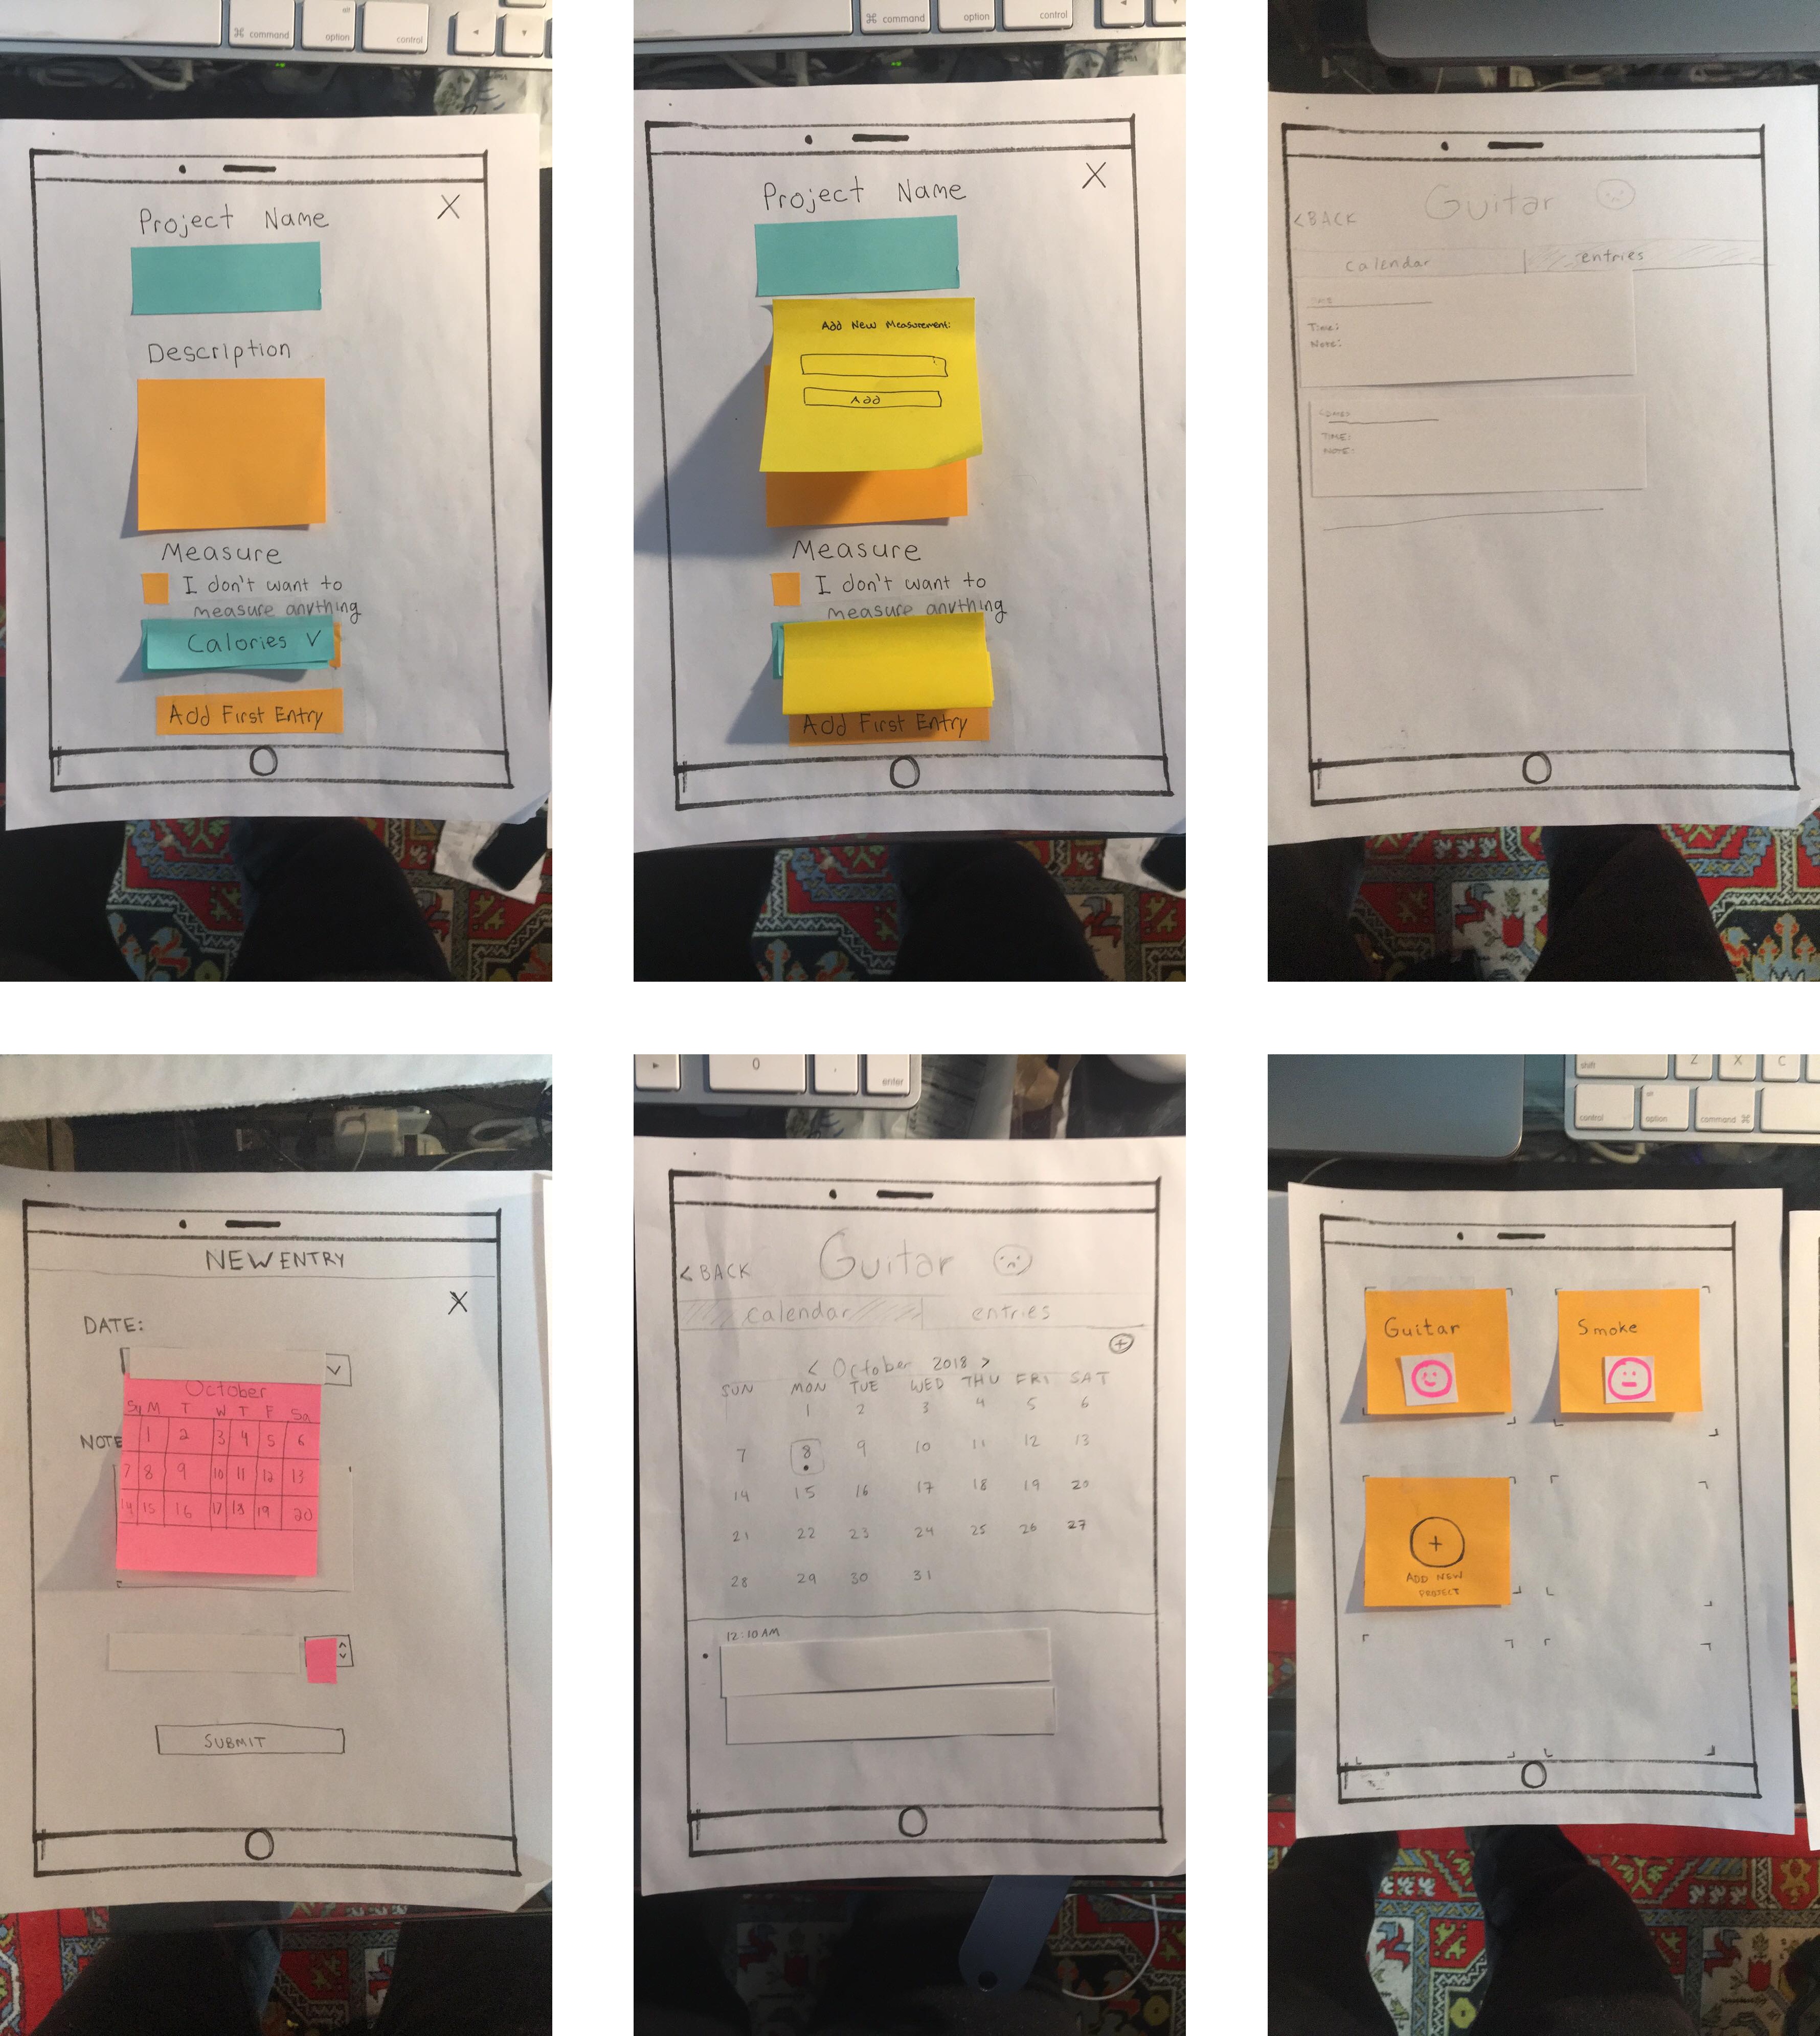 ⌘ command
alt
option
control
Project Name
X
Description
Measure
I don't want to
measure anything
Calories V
Add First Entry
⌘ command
option
control
Project Name
X
Add New Measurement:
Add
Measure
I don't want to
measure anything
Add First Entry
Guitar
<BACK
calendar
entries
Time:
Note:
TIME:
NOTE:
NEW ENTRY
X
DATE:
October
Su M T W T F Sa
NOTE
1 2 3 4 5 6
7 8 9 10 11 12 13
14 15 16 17 18 19 20
SUBMIT
0
.
enter
Guitar
< BACK
calendar
entries
+
< October 2018 >
SUN MON TUE WED THU FRI SAT
1 2 3 4 5 6
7 8 9 10 11 12 13
14 15 16 17 18 19 20
21 22 23 24 25 26 27
28 29 30 31
12:10 AM
shift
Z
X
C
control
alt
option
command ⌘
Guitar
Smoke
+
ADD NEW
PROJECT